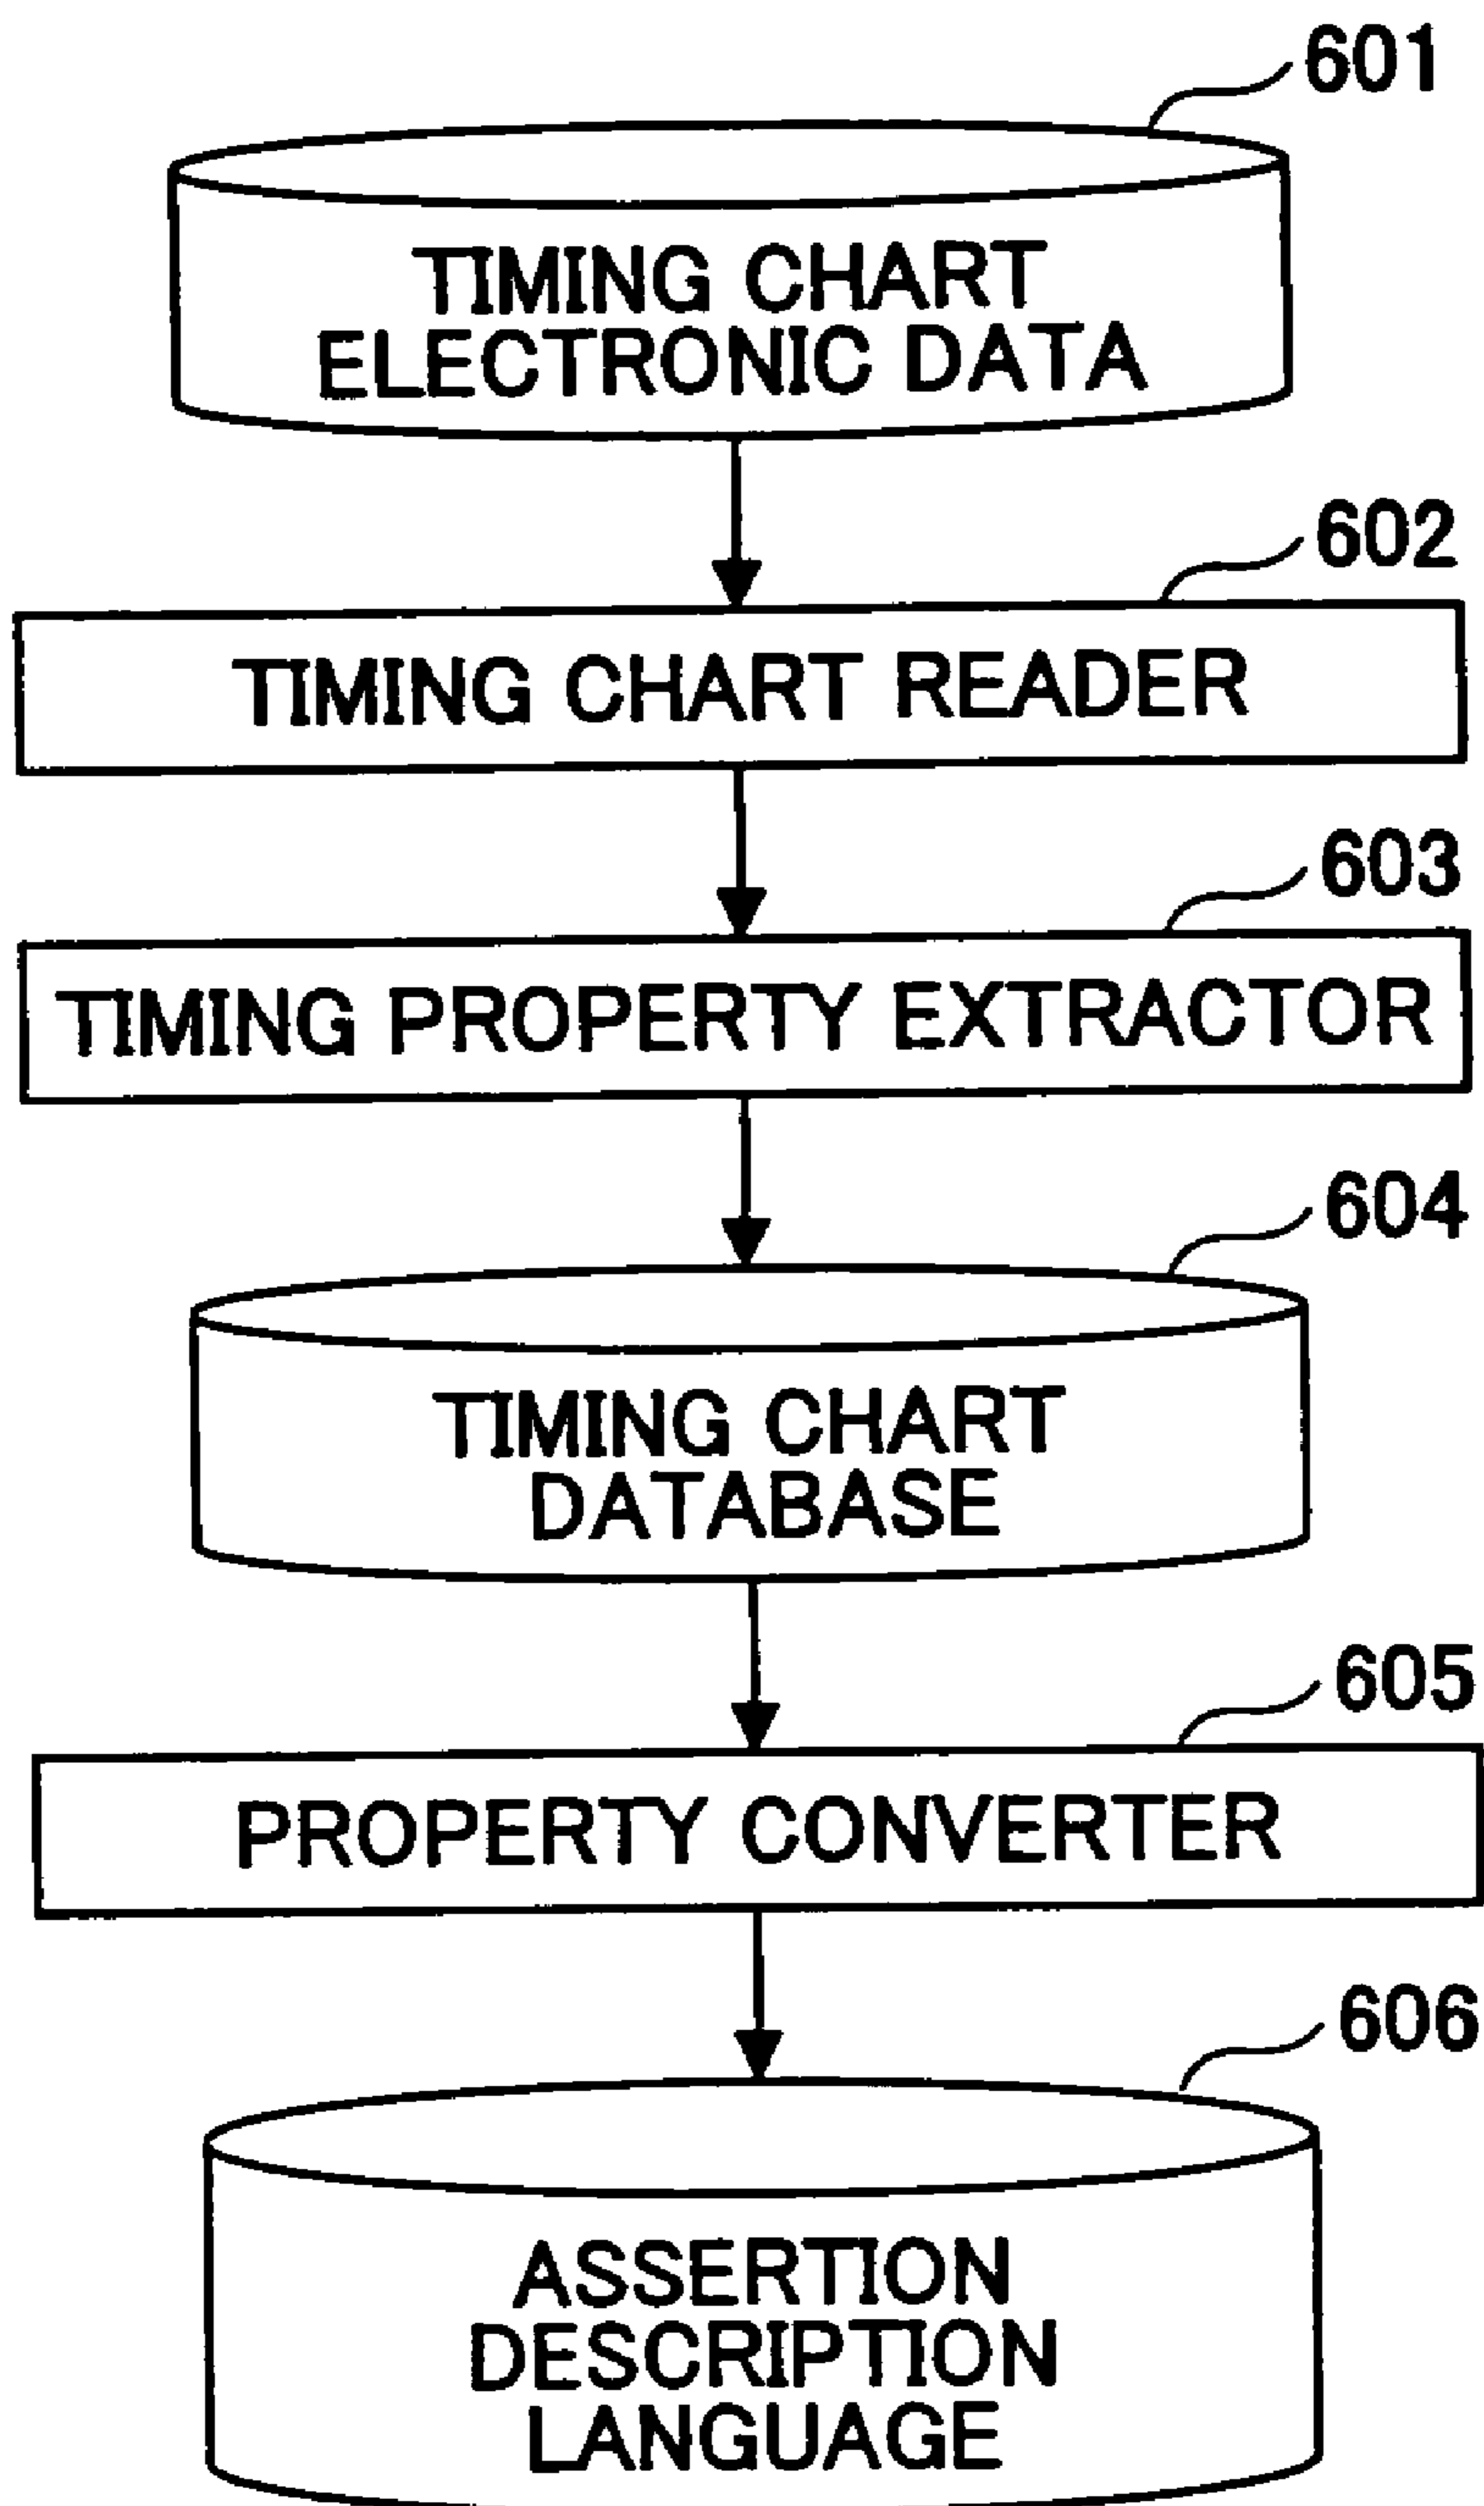 601
TIMING CHART
ELECTRONIC DATA
602
TIMING CHART READER
603
TIMING PROPERTY EXTRACTOR
604
TIMING CHART
DATABASE
605
PROPERTY CONVERTER
606
ASSERTION
DESCRIPTION
LANGUAGE